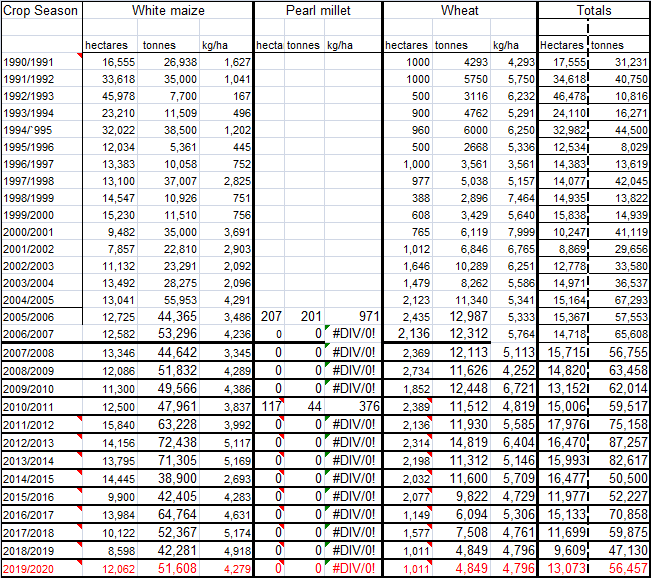 Crop Season White maize Pearl millet Wheat Totals
hectares tonnes kg/ha hecta tonnes kg/ha hectares tonnes kg/ha Hectares tonnes
1990/1991 16,555 26,938 1,627 1000 4293 4,293 17,555 31,231
1991/1992 33,618 35,000 1,041 1000 5750 5,750 34,618 40,750
1992/1993 45,978 7,700 167 500 3116 6,232 46,478 10,816
1993/1994 23,210 11,509 496 900 4762 5,291 24,110 16,271
1994/`995 32,022 38,500 1,202 960 6000 6,250 32,982 44,500
1995/1996 12,034 5,361 445 500 2668 5,336 12,534 8,029
1996/1997 13,383 10,058 752 1,000 3,561 3,561 14,383 13,619
1997/1998 13,100 37,007 2,825 977 5,038 5,157 14,077 42,045
1998/1999 14,547 10,926 751 388 2,896 7,464 14,935 13,822
1999/2000 15,230 11,510 756 608 3,429 5,640 15,838 14,939
2000/2001 9,482 35,000 3,691 765 6,119 7,999 10,247 41,119
2001/2002 7,857 22,810 2,903 1,012 6,846 6,765 8,869 29,656
2002/2003 11,132 23,291 2,092 1,646 10,289 6,251 12,778 33,580
2003/2004 13,492 28,275 2,096 1,479 8,262 5,586 14,971 36,537
2004/2005 13,041 55,953 4,291 2,123 11,340 5,341 15,164 67,293
2005/2006 12,725 44,365 3,486 207 201 971 2,435 12,987 5,333 15,367 57,553
2006/2007 12,582 53,296 4,236 0 0 #DIV/0! 2,136 12,312 5,764 14,718 65,608
2007/2008 13,346 44,642 3,345 0 0 #DIV/0! 2,369 12,113 5,113 15,715 56,755
2008/2009 12,086 51,832 4,289 0 0 #DIV/0! 2,734 11,626 4,252 14,820 63,458
2009/2010 11,300 49,566 4,386 0 0 #DIV/0! 1,852 12,448 6,721 13,152 62,014
2010/2011 12,500 47,961 3,837 117 44 376 2,389 11,512 4,819 15,006 59,517
2011/2012 15,840 63,228 3,992 0 0 #DIV/0! 2,136 11,930 5,585 17,976 75,158
2012/2013 14,156 72,438 5,117 0 0 #DIV/0! 2,314 14,819 6,404 16,470 87,257
2013/2014 13,795 71,305 5,169 0 0 #DIV/0! 2,198 11,312 5,146 15,993 82,617
2014/2015 14,445 38,900 2,693 0 0 #DIV/0! 2,032 11,600 5,709 16,477 50,500
2015/2016 9,900 42,405 4,283 0 0 #DIV/0! 2,077 9,822 4,729 11,977 52,227
2016/2017 13,984 64,764 4,631 0 0 #DIV/0! 1,149 6,094 5,306 15,133 70,858
2017/2018 10,122 52,367 5,174 0 0 #DIV/0! 1,577 7,508 4,761 11,699 59,875
2018/2019 8,598 42,281 4,918 0 0 #DIV/0! 1,011 4,849 4,796 9,609 47,130
2019/2020 12,062 51,608 4,279 0 0 #DIV/0! 1,011 4,849 4,796 13,073 56,457